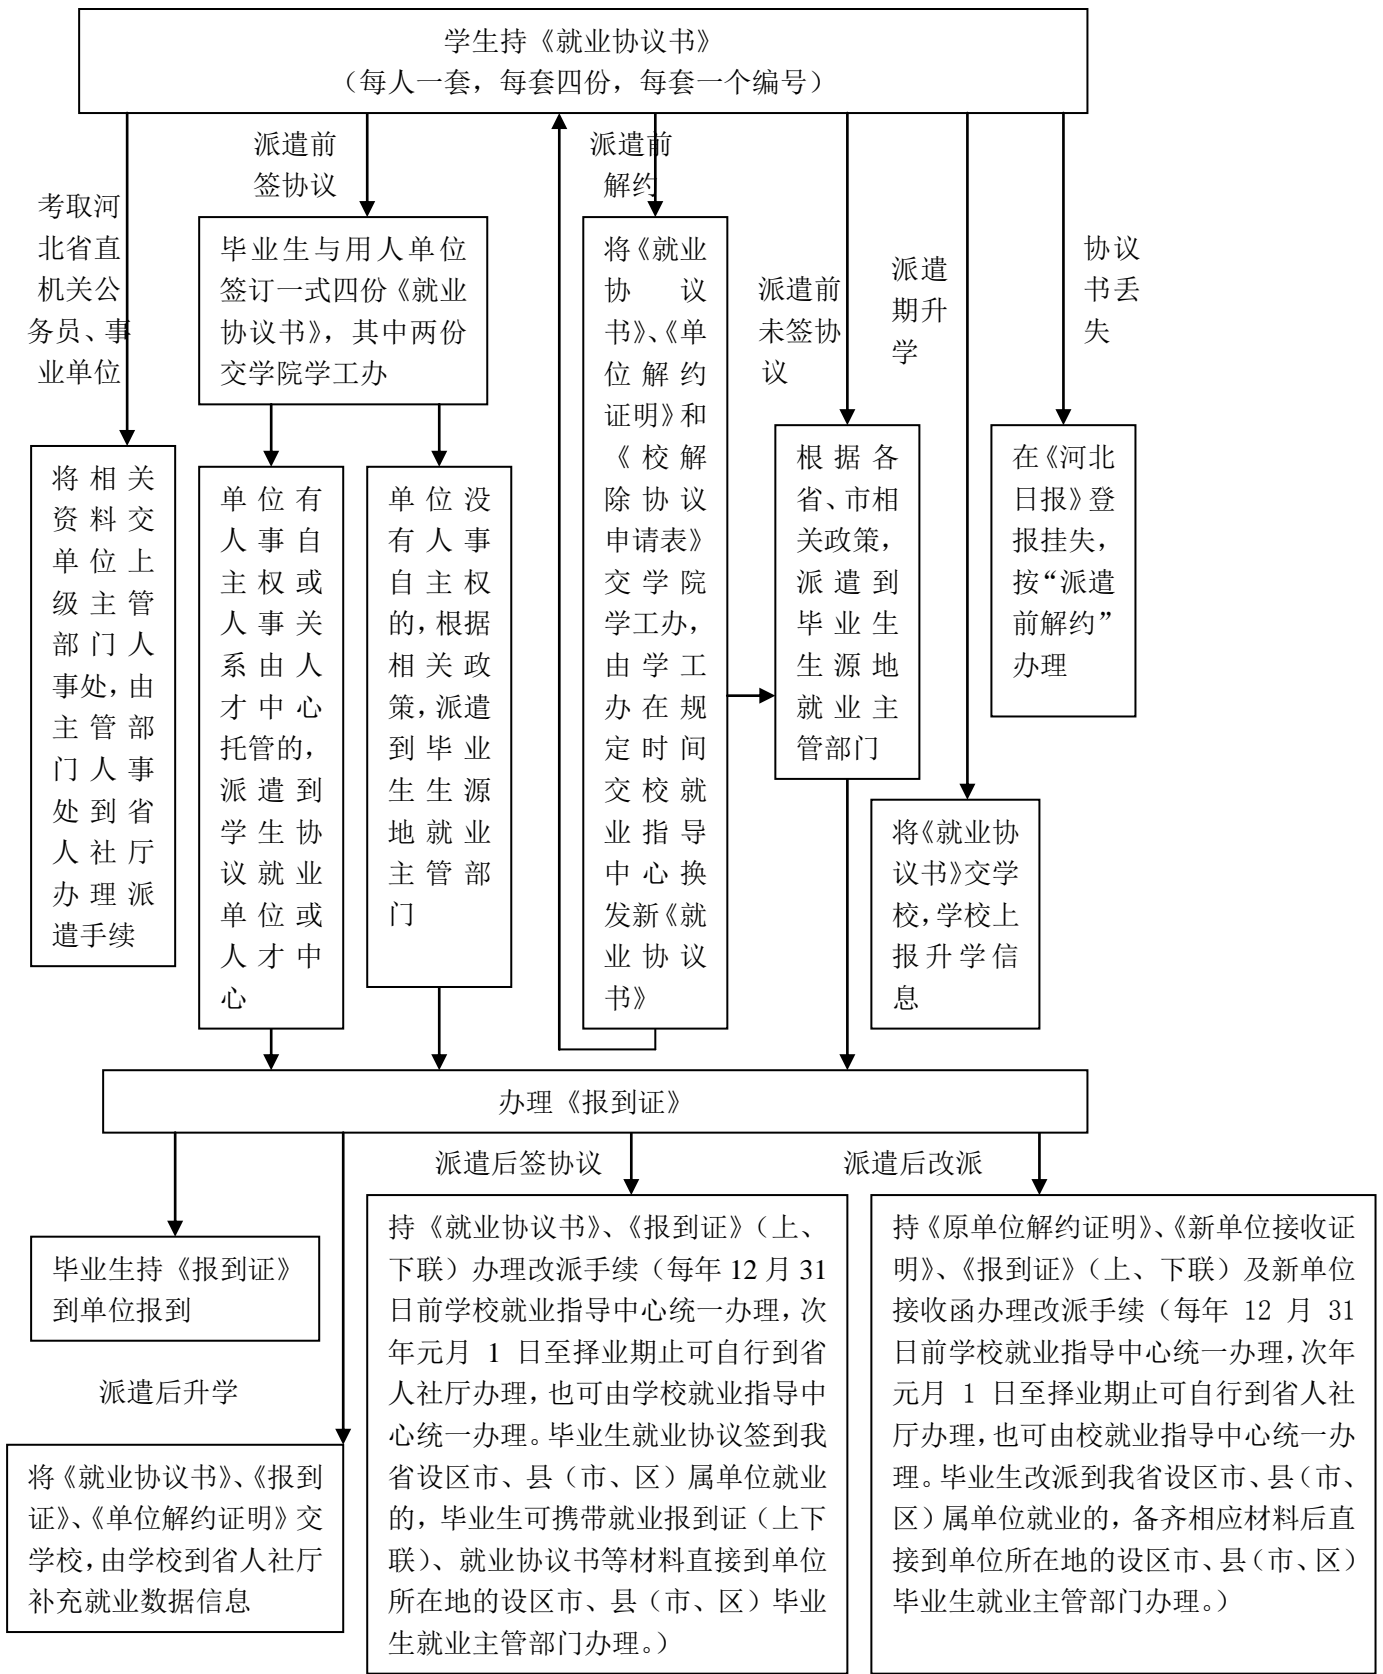 学生持《就业协议书》
（每人一套，每套四份，每套一个编号）
考取河
北省直
机关公
务员、事
业单位
派遣前
签协议
派遣前
解约
派遣前
未签协
议
派遣
期升
学
协议
书丢
失
毕业生与用人单位
签订一式四份《就业
协议书》，其中两份
交学院学工办
将相关
资料交
单位上
级主管
部门人
事处，由
主管部
门人事
处到省
人社厅
办理派
遣手续
单位有
人事自
主权或
人事关
系由人
才中心
托管的，
派遣到
学生协
议就业
单位或
人才中
心
单位没
有人事
自主权
的，根据
相关政
策，派遣
到毕业
生生源
地就业
主管部
门
将《就业
协议
书》、《单
位解约
证明》和
《校解
除协议
申请表》
交学院
学工办，
由学工
办在规
定时间
交校就
业指导
中心换
发新《就
业协议
书》
根据各
省、市相
关政策，
派遣到
毕业生
生源地
就业主
管部门
将《就业协
议书》交学
校，学校上
报升学信
息
在《河北
日报》登
报挂失，
按“派遣
前解约”
办理
办理《报到证》
派遣后签协议
派遣后改派
毕业生持《报到证》
到单位报到
派遣后升学
将《就业协议书》、《报到
证》、《单位解约证明》交
学校，由学校到省人社厅
补充就业数据信息
持《就业协议书》、《报到证》（上、
下联）办理改派手续（每年 12 月 31
日前学校就业指导中心统一办理，次
年元月 1 日至择业期止可自行到省
人社厅办理，也可由学校就业指导中
心统一办理。毕业生就业协议签到我
省设区市、县（市、区）属单位就业
的，毕业生可携带就业报到证（上下
联）、就业协议书等材料直接到单位
所在地的设区市、县（市、区）毕业
生就业主管部门办理。）
持《原单位解约证明》、《新单位接收证
明》、《报到证》（上、下联）及新单位
接收函办理改派手续（每年 12 月 31
日前学校就业指导中心统一办理，次年
元月 1 日至择业期止可自行到省人社
厅办理，也可由校就业指导中心统一办
理。毕业生改派到我省设区市、县（市、
区）属单位就业的，备齐相应材料后直
接到单位所在地的设区市、县（市、区）
毕业生就业主管部门办理。）